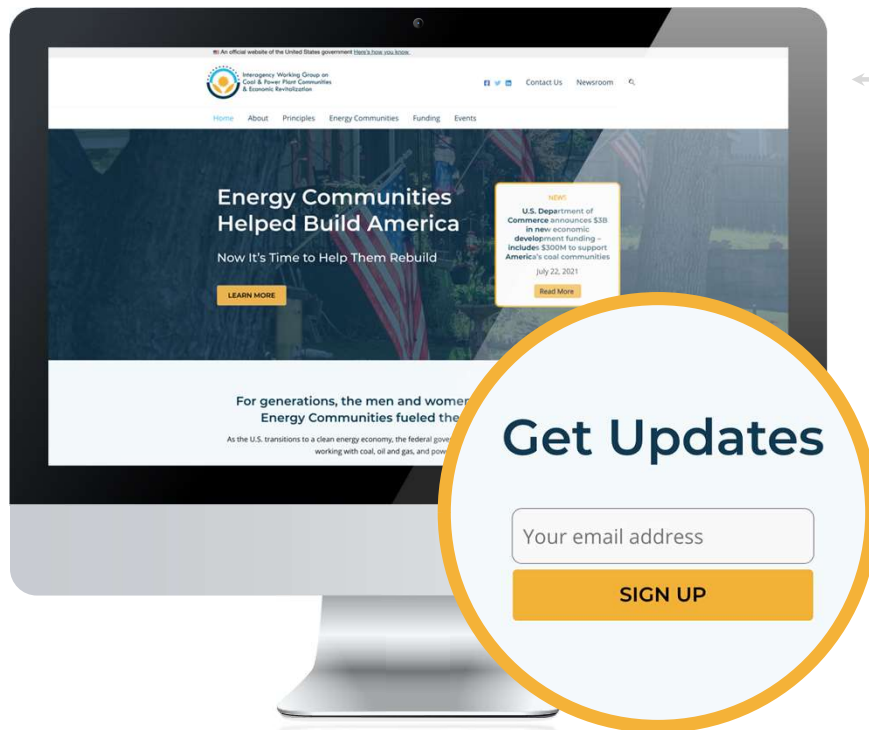 An official website of the United States government Here's how you know.
Interagency Working Group on
Coal & Power Plant Communities
& Economic Revitalization
Contact Us Newsroom
Home About Principles Energy Communities Funding Events
Energy Communities
Helped Build America
Now It's Time to Help Them Rebuild
LEARN MORE
NEWS
U.S. Department of
Commerce announces $3B
in new economic
development funding –
includes $300M to support
America's coal communities
July 22, 2021
Read More
For generations, the men and women
Energy Communities fueled the
As the U.S. transitions to a clean energy economy, the federal
working with coal, oil and gas, and
Get Updates
Your email address
SIGN UP